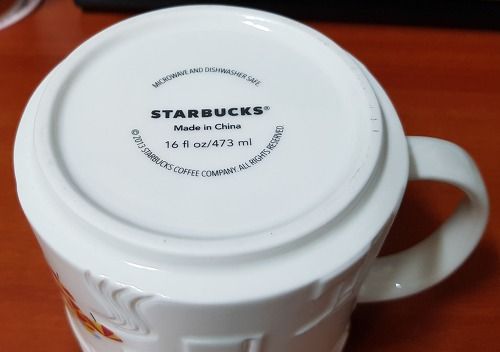 MICROWAVE AND DISHWASHER SAFE
STARBUCKS®
Made in China
16 fl oz/473 ml
© 2013 STARBUCKS COFFEE COMPANY. ALL RIGHTS RESERVED.